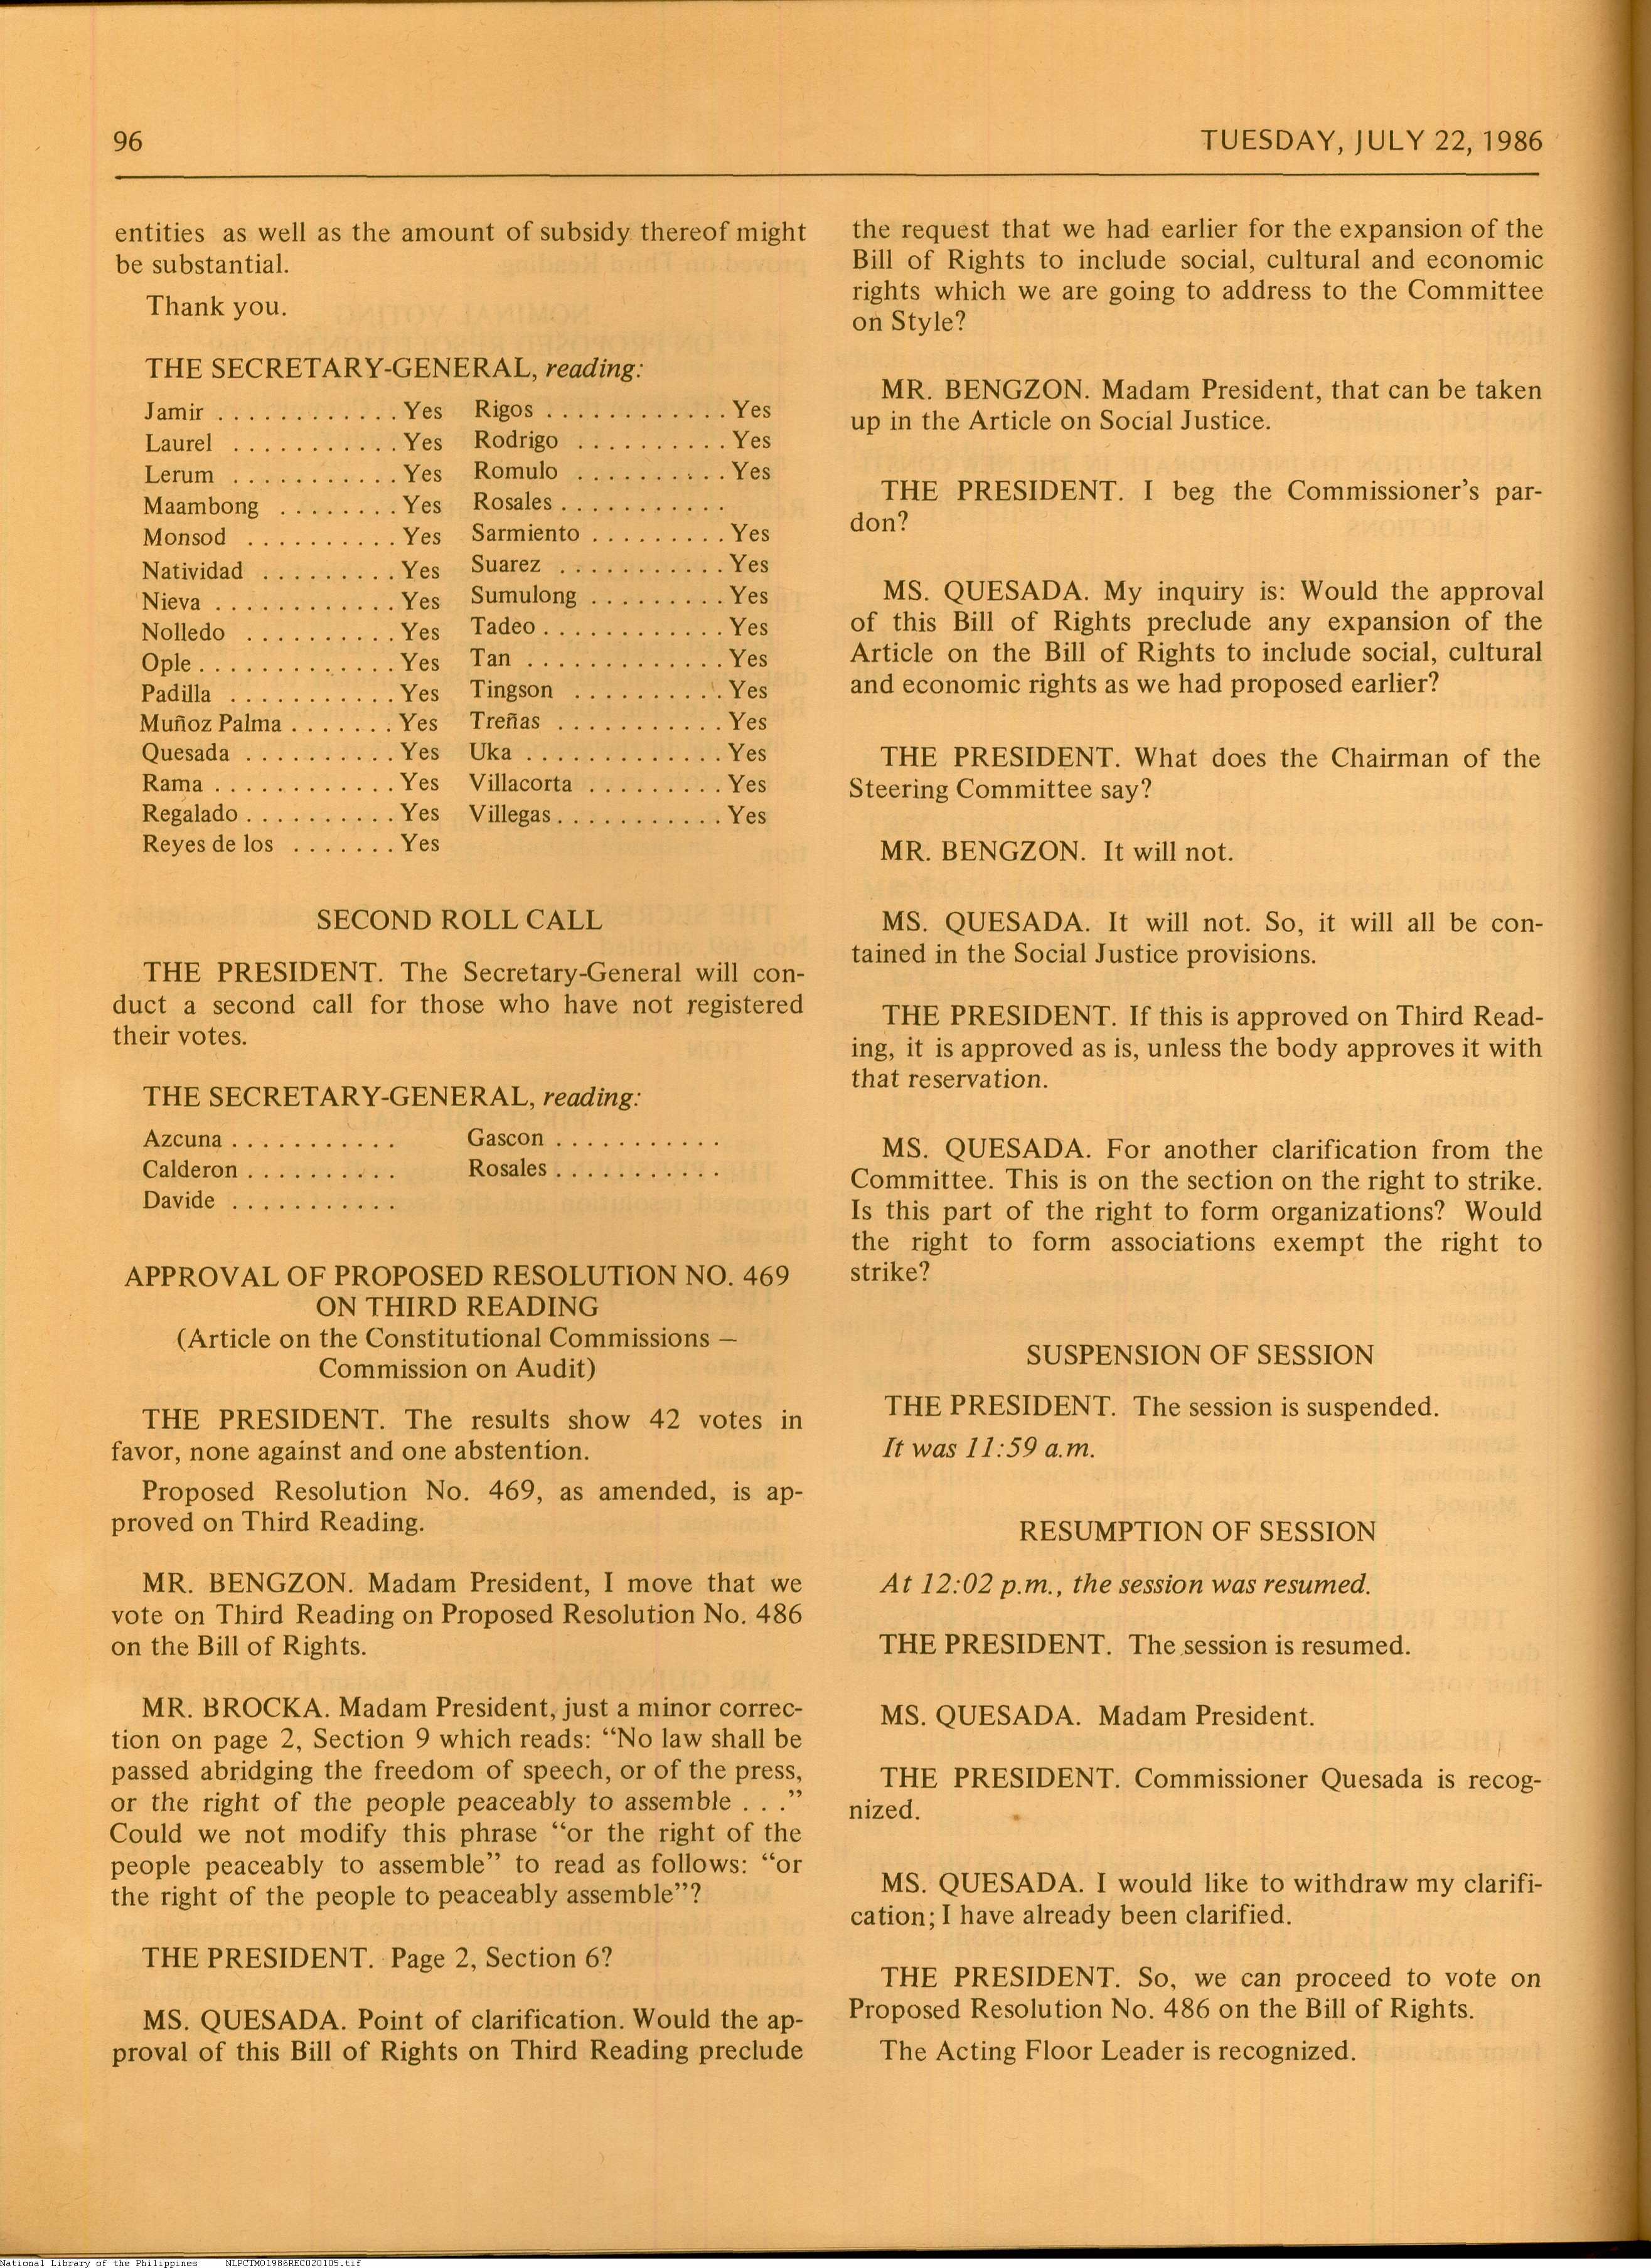 96
TUESDAY, JULY 22, 1986
entities as well as the amount of subsidy thereof might
be substantial.
Thank you.
THE SECRETARY-GENERAL, reading:
Jamir . . . . . . . . . . . . Yes
Laurel . . . . . . . . . . . Yes
Lerum . . . . . . . . . . . Yes
Maambong . . . . . . . . Yes
Monsod . . . . . . . . . . Yes
Natividad . . . . . . . . . Yes
Nieva . . . . . . . . . . . . Yes
Nolledo . . . . . . . . . . Yes
Ople . . . . . . . . . . . . . Yes
Padilla . . . . . . . . . . . Yes
Muñoz Palma . . . . . . . Yes
Quesada . . . . . . . . . . Yes
Rama . . . . . . . . . . . . Yes
Regalado . . . . . . . . . . Yes
Reyes de los . . . . . . . Yes
Rigos . . . . . . . . . . . . Yes
Rodrigo . . . . . . . . . . Yes
Romulo . . . . . . . . . . Yes
Rosales . . . . . . . . . . .
Sarmiento . . . . . . . . . Yes
Suarez . . . . . . . . . . . Yes
Sumulong . . . . . . . . . Yes
Tadeo . . . . . . . . . . . . Yes
Tan . . . . . . . . . . . . . Yes
Tingson . . . . . . . . . . Yes
Treñas . . . . . . . . . . . Yes
Uka . . . . . . . . . . . . . Yes
Villacorta . . . . . . . . . Yes
Villegas . . . . . . . . . . . Yes
SECOND ROLL CALL
THE PRESIDENT. The Secretary-General will con-
duct a second call for those who have not registered
their votes.
THE SECRETARY-GENERAL, reading:
Azcuna . . . . . . . . . . .
Calderon . . . . . . . . . .
Davide . . . . . . . . . . .
Gascon . . . . . . . . . . .
Rosales . . . . . . . . . . .
APPROVAL OF PROPOSED RESOLUTION NO. 469
ON THIRD READING
(Article on the Constitutional Commissions —
Commission on Audit)
THE PRESIDENT. The results show 42 votes in
favor, none against and one abstention.
Proposed Resolution No. 469, as amended, is ap-
proved on Third Reading.
MR. BENGZON. Madam President, I move that we
vote on Third Reading on Proposed Resolution No. 486
on the Bill of Rights.
MR. BROCKA. Madam President, just a minor correc-
tion on page 2, Section 9 which reads: “No law shall be
passed abridging the freedom of speech, or of the press,
or the right of the people peaceably to assemble . . .”
Could we not modify this phrase “or the right of the
people peaceably to assemble” to read as follows: “or
the right of the people to peaceably assemble”?
THE PRESIDENT. Page 2, Section 6?
MS. QUESADA. Point of clarification. Would the ap-
proval of this Bill of Rights on Third Reading preclude
the request that we had earlier for the expansion of the
Bill of Rights to include social, cultural and economic
rights which we are going to address to the Committee
on Style?
MR. BENGZON. Madam President, that can be taken
up in the Article on Social Justice.
THE PRESIDENT. I beg the Commissioner’s par-
don?
MS. QUESADA. My inquiry is: Would the approval
of this Bill of Rights preclude any expansion of the
Article on the Bill of Rights to include social, cultural
and economic rights as we had proposed earlier?
THE PRESIDENT. What does the Chairman of the
Steering Committee say?
MR. BENGZON. It will not.
MS. QUESADA. It will not. So, it will all be con-
tained in the Social Justice provisions.
THE PRESIDENT. If this is approved on Third Read-
ing, it is approved as is, unless the body approves it with
that reservation.
MS. QUESADA. For another clarification from the
Committee. This is on the section on the right to strike.
Is this part of the right to form organizations? Would
the right to form associations exempt the right to
strike?
SUSPENSION OF SESSION
THE PRESIDENT. The session is suspended.
It was 11:59 a.m.
RESUMPTION OF SESSION
At 12:02 p.m., the session was resumed.
THE PRESIDENT. The session is resumed.
MS. QUESADA. Madam President.
THE PRESIDENT. Commissioner Quesada is recog-
nized.
MS. QUESADA. I would like to withdraw my clarifi-
cation; I have already been clarified.
THE PRESIDENT. So, we can proceed to vote on
Proposed Resolution No. 486 on the Bill of Rights.
The Acting Floor Leader is recognized.
National Library of the Philippines NLPCTMO1986REC020105.tif